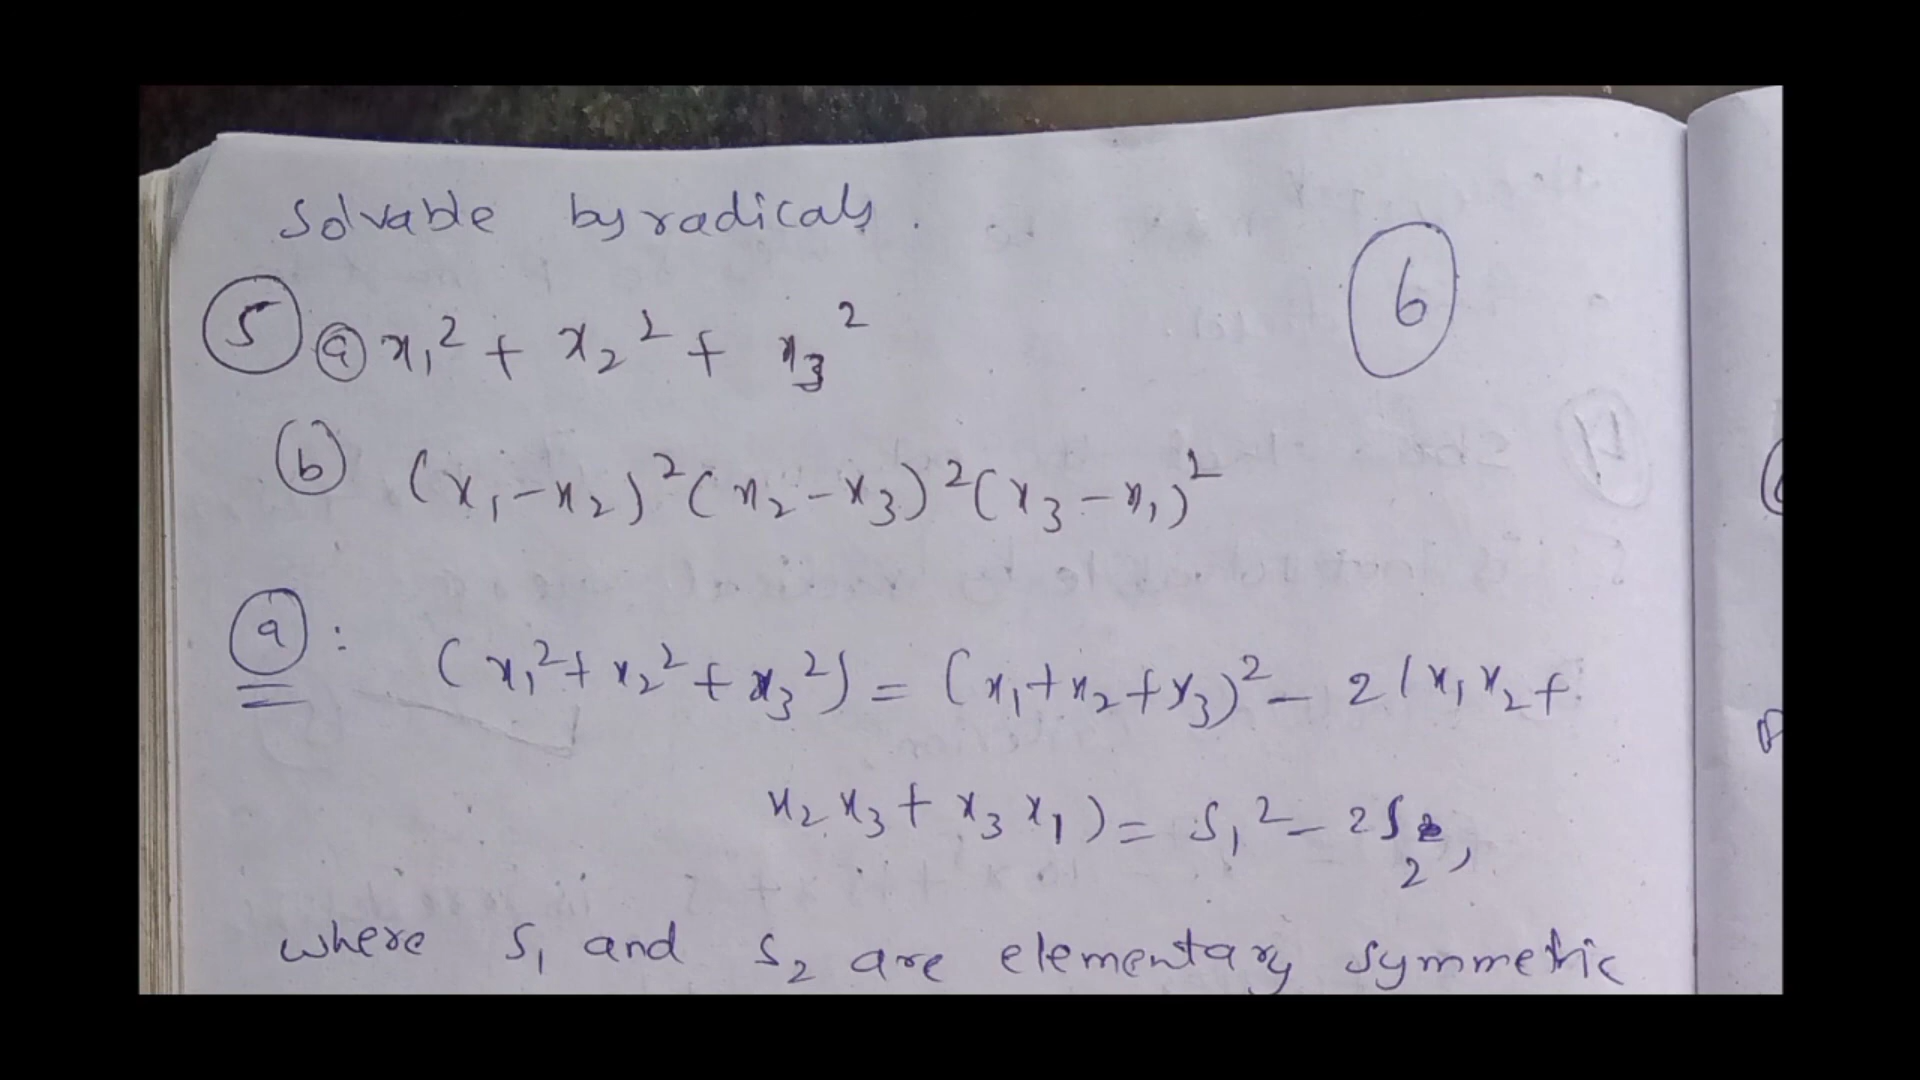 Solvable by radicals.
6
5 a x₁² + x₂² + x₃²
b (x₁-x₂)²(x₂-x₃)²(x₃-x₁)²
a : (x₁²+x₂²+x₃²) = (x₁+x₂+x₃)² - 2(x₁x₂+
x₂x₃+x₃x₁) = S₁² - 2S₂,
where S₁ and S₂ are elementary symmetric